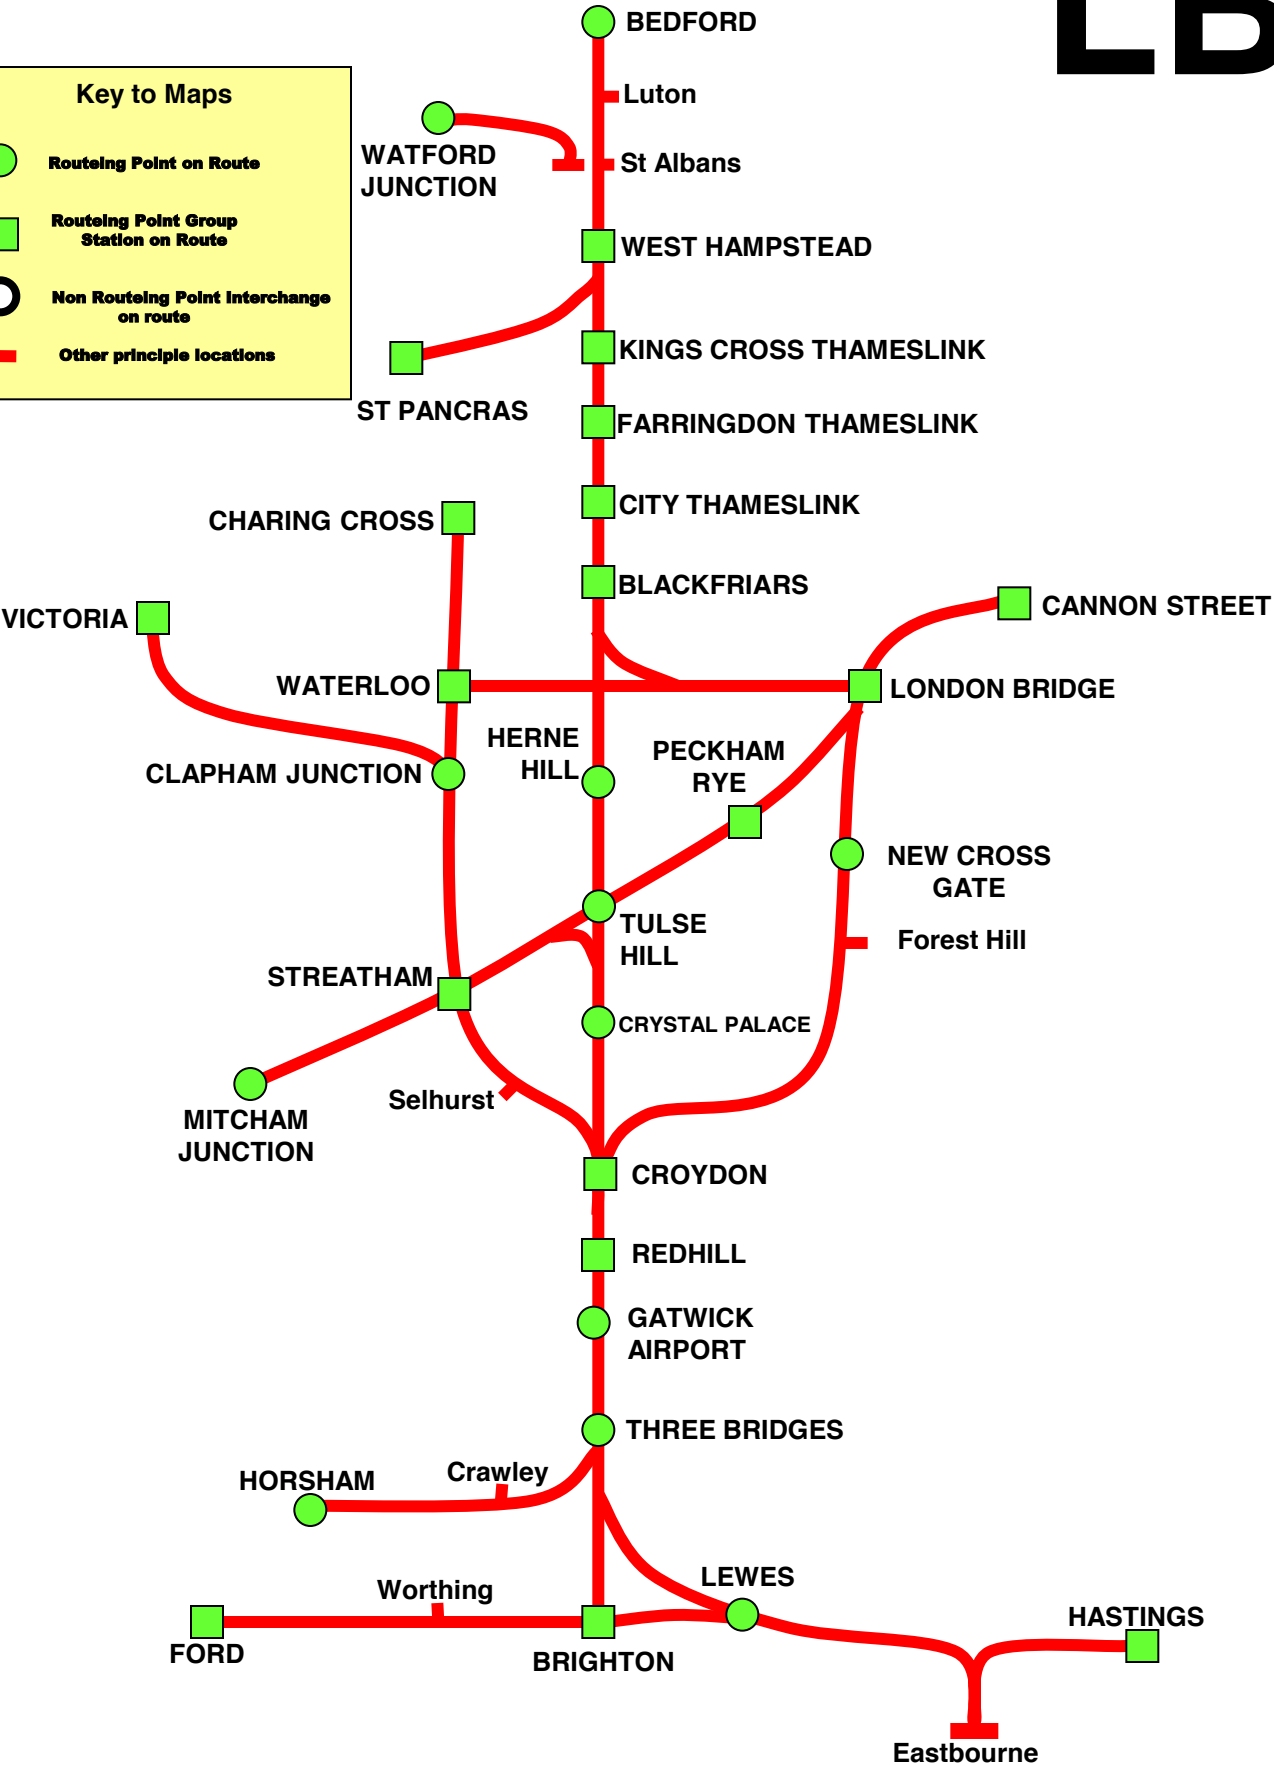 LB
BEDFORD
Key to Maps
Luton
WATFORD
JUNCTION
St Albans
Routeing Point on Route
Routeing Point Group
Station on Route
WEST HAMPSTEAD
Non Routeing Point Interchange
on route
Other principle locations
KINGS CROSS THAMESLINK
ST PANCRAS
FARRINGDON THAMESLINK
CITY THAMESLINK
CHARING CROSS
BLACKFRIARS
CANNON STREET
VICTORIA
WATERLOO
LONDON BRIDGE
HERNE
HILL
PECKHAM
RYE
CLAPHAM JUNCTION
NEW CROSS
GATE
TULSE
HILL
Forest Hill
STREATHAM
CRYSTAL PALACE
Selhurst
MITCHAM
JUNCTION
CROYDON
REDHILL
GATWICK
AIRPORT
THREE BRIDGES
Crawley
HORSHAM
LEWES
Worthing
HASTINGS
FORD
BRIGHTON
Eastbourne